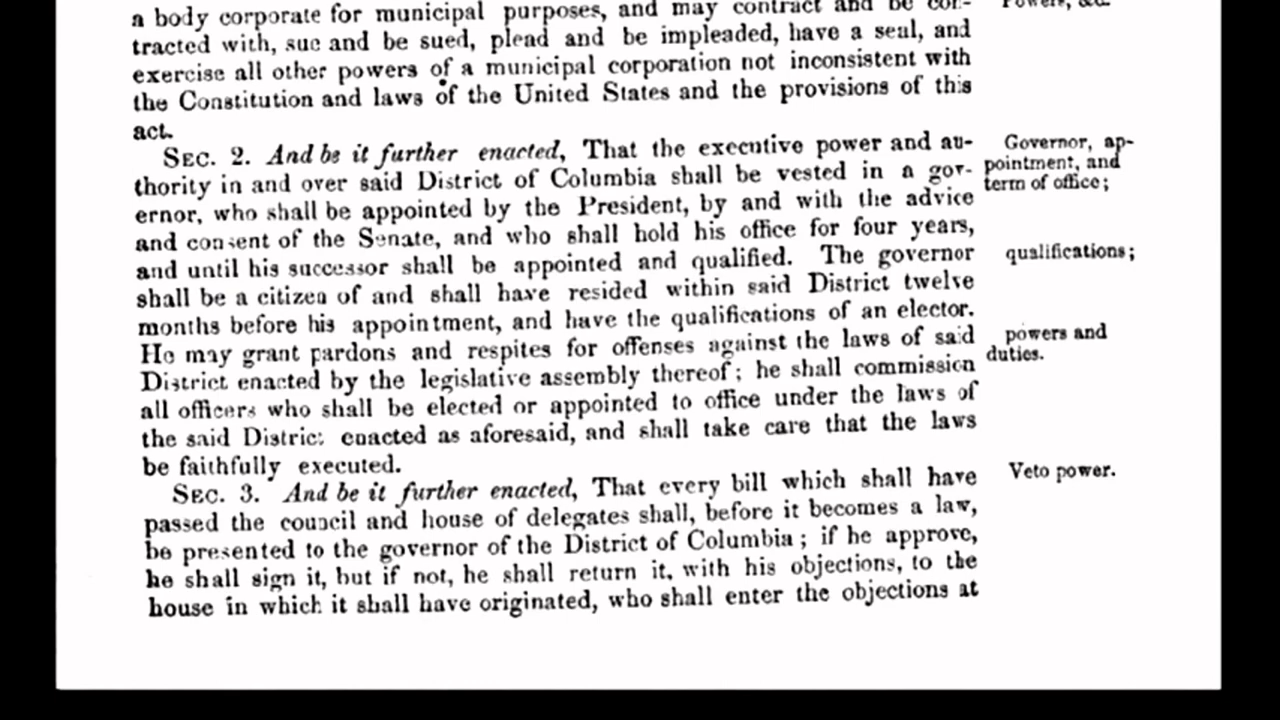 a body corporate for municipal purposes, and may contract and be con-
tracted with, sue and be sued, plead and be impleaded, have a seal, and
exercise all other powers of a municipal corporation not inconsistent with
the Constitution and laws of the United States and the provisions of this
act.
SEC. 2. And be it further enacted, That the executive power and au-
thority in and over said District of Columbia shall be vested in a gov-
ernor, who shall be appointed by the President, by and with the advice
and consent of the Senate, and who shall hold his office for four years,
and until his successor shall be appointed and qualified. The governor
shall be a citizen of and shall have resided within said District twelve
months before his appointment, and have the qualifications of an elector.
He may grant pardons and respites for offenses against the laws of said
District enacted by the legislative assembly thereof; he shall commission
all officers who shall be elected or appointed to office under the laws of
the said District enacted as aforesaid, and shall take care that the laws
be faithfully executed.
SEC. 3. And be it further enacted, That every bill which shall have
passed the council and house of delegates shall, before it becomes a law,
be presented to the governor of the District of Columbia; if he approve,
he shall sign it, but if not, he shall return it, with his objections, to the
house in which it shall have originated, who shall enter the objections at
Powers, &c.
Governor, ap-
pointment, and
term of office;
qualifications;
powers and
duties.
Veto power.